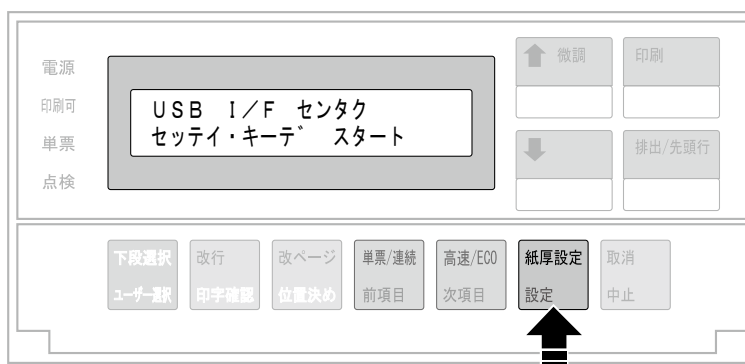 電源
印刷可
単票
点検
USB I/F センタク
セッテイ・キーデ゛ スタート
微調
印刷
排出/先頭行
下段選択
ユーザー選択
改行
印字確認
改ページ
位置決め
単票/連続
前項目
高速/ECO
次項目
紙厚設定
設定
取消
中止